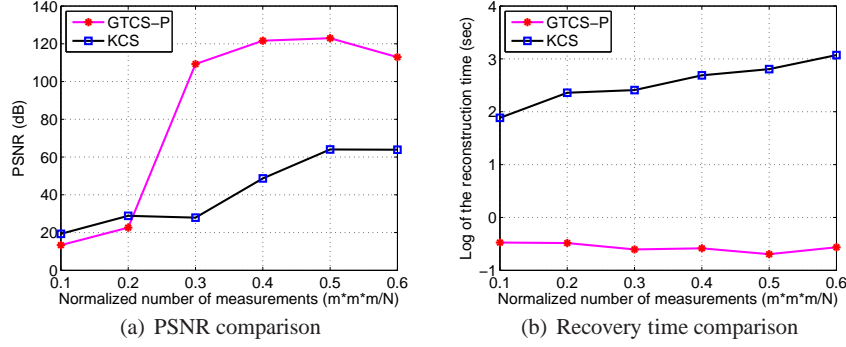 GTCS-P
KCS
140
120
100
80
60
40
20
0
PSNR (dB)
0.1 0.2 0.3 0.4 0.5 0.6
Normalized number of measurements (m*m*m/N)
(a) PSNR comparison
GTCS-P
KCS
4
3
2
1
0
−1
Log of the reconstruction time (sec)
0.1 0.2 0.3 0.4 0.5 0.6
Normalized number of measurements (m*m*m/N)
(b) Recovery time comparison